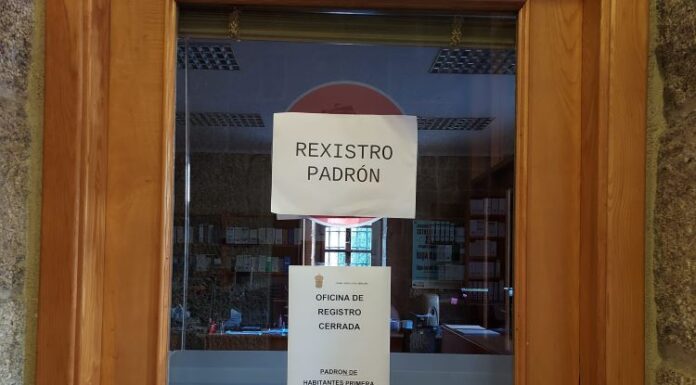 REXISTRO
PADRÓN
OFICINA DE
REGISTRO
CERRADA
PADRON DE
HABITANTES PRIMERA